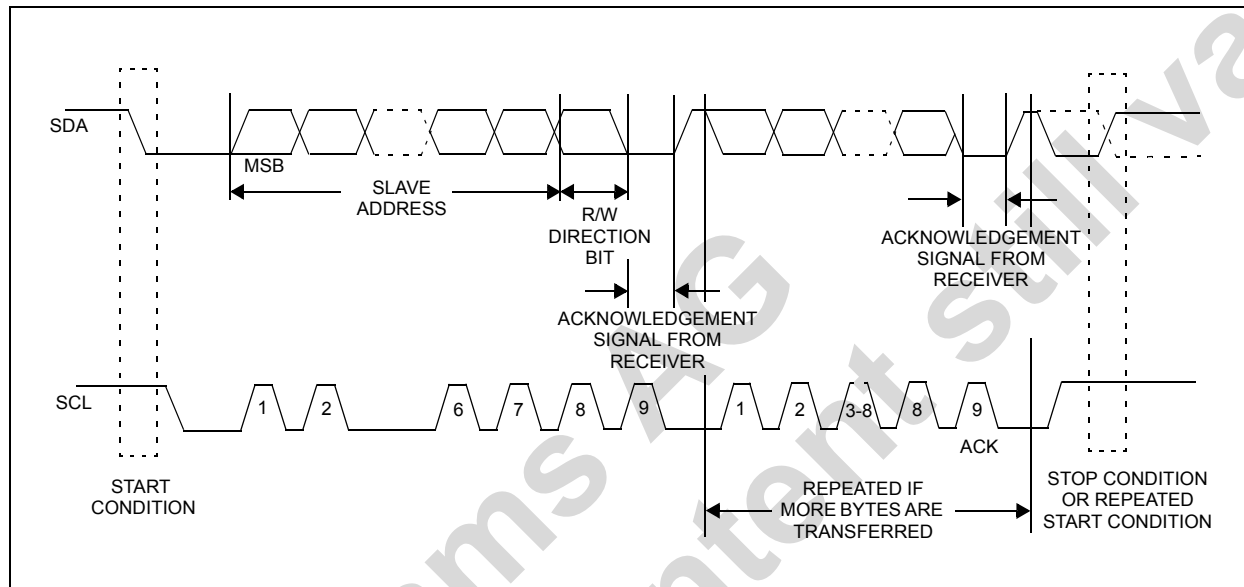 SDA
MSB
SLAVE
ADDRESS
R/W
DIRECTION
BIT
ACKNOWLEDGEMENT
SIGNAL FROM
RECEIVER
ACKNOWLEDGEMENT
SIGNAL FROM
RECEIVER
SCL
1 2 6 7 8 9 1 2 3-8 8 9
ACK
START
CONDITION
REPEATED IF
MORE BYTES ARE
TRANSFERRED
STOP CONDITION
OR REPEATED
START CONDITION
AG
still